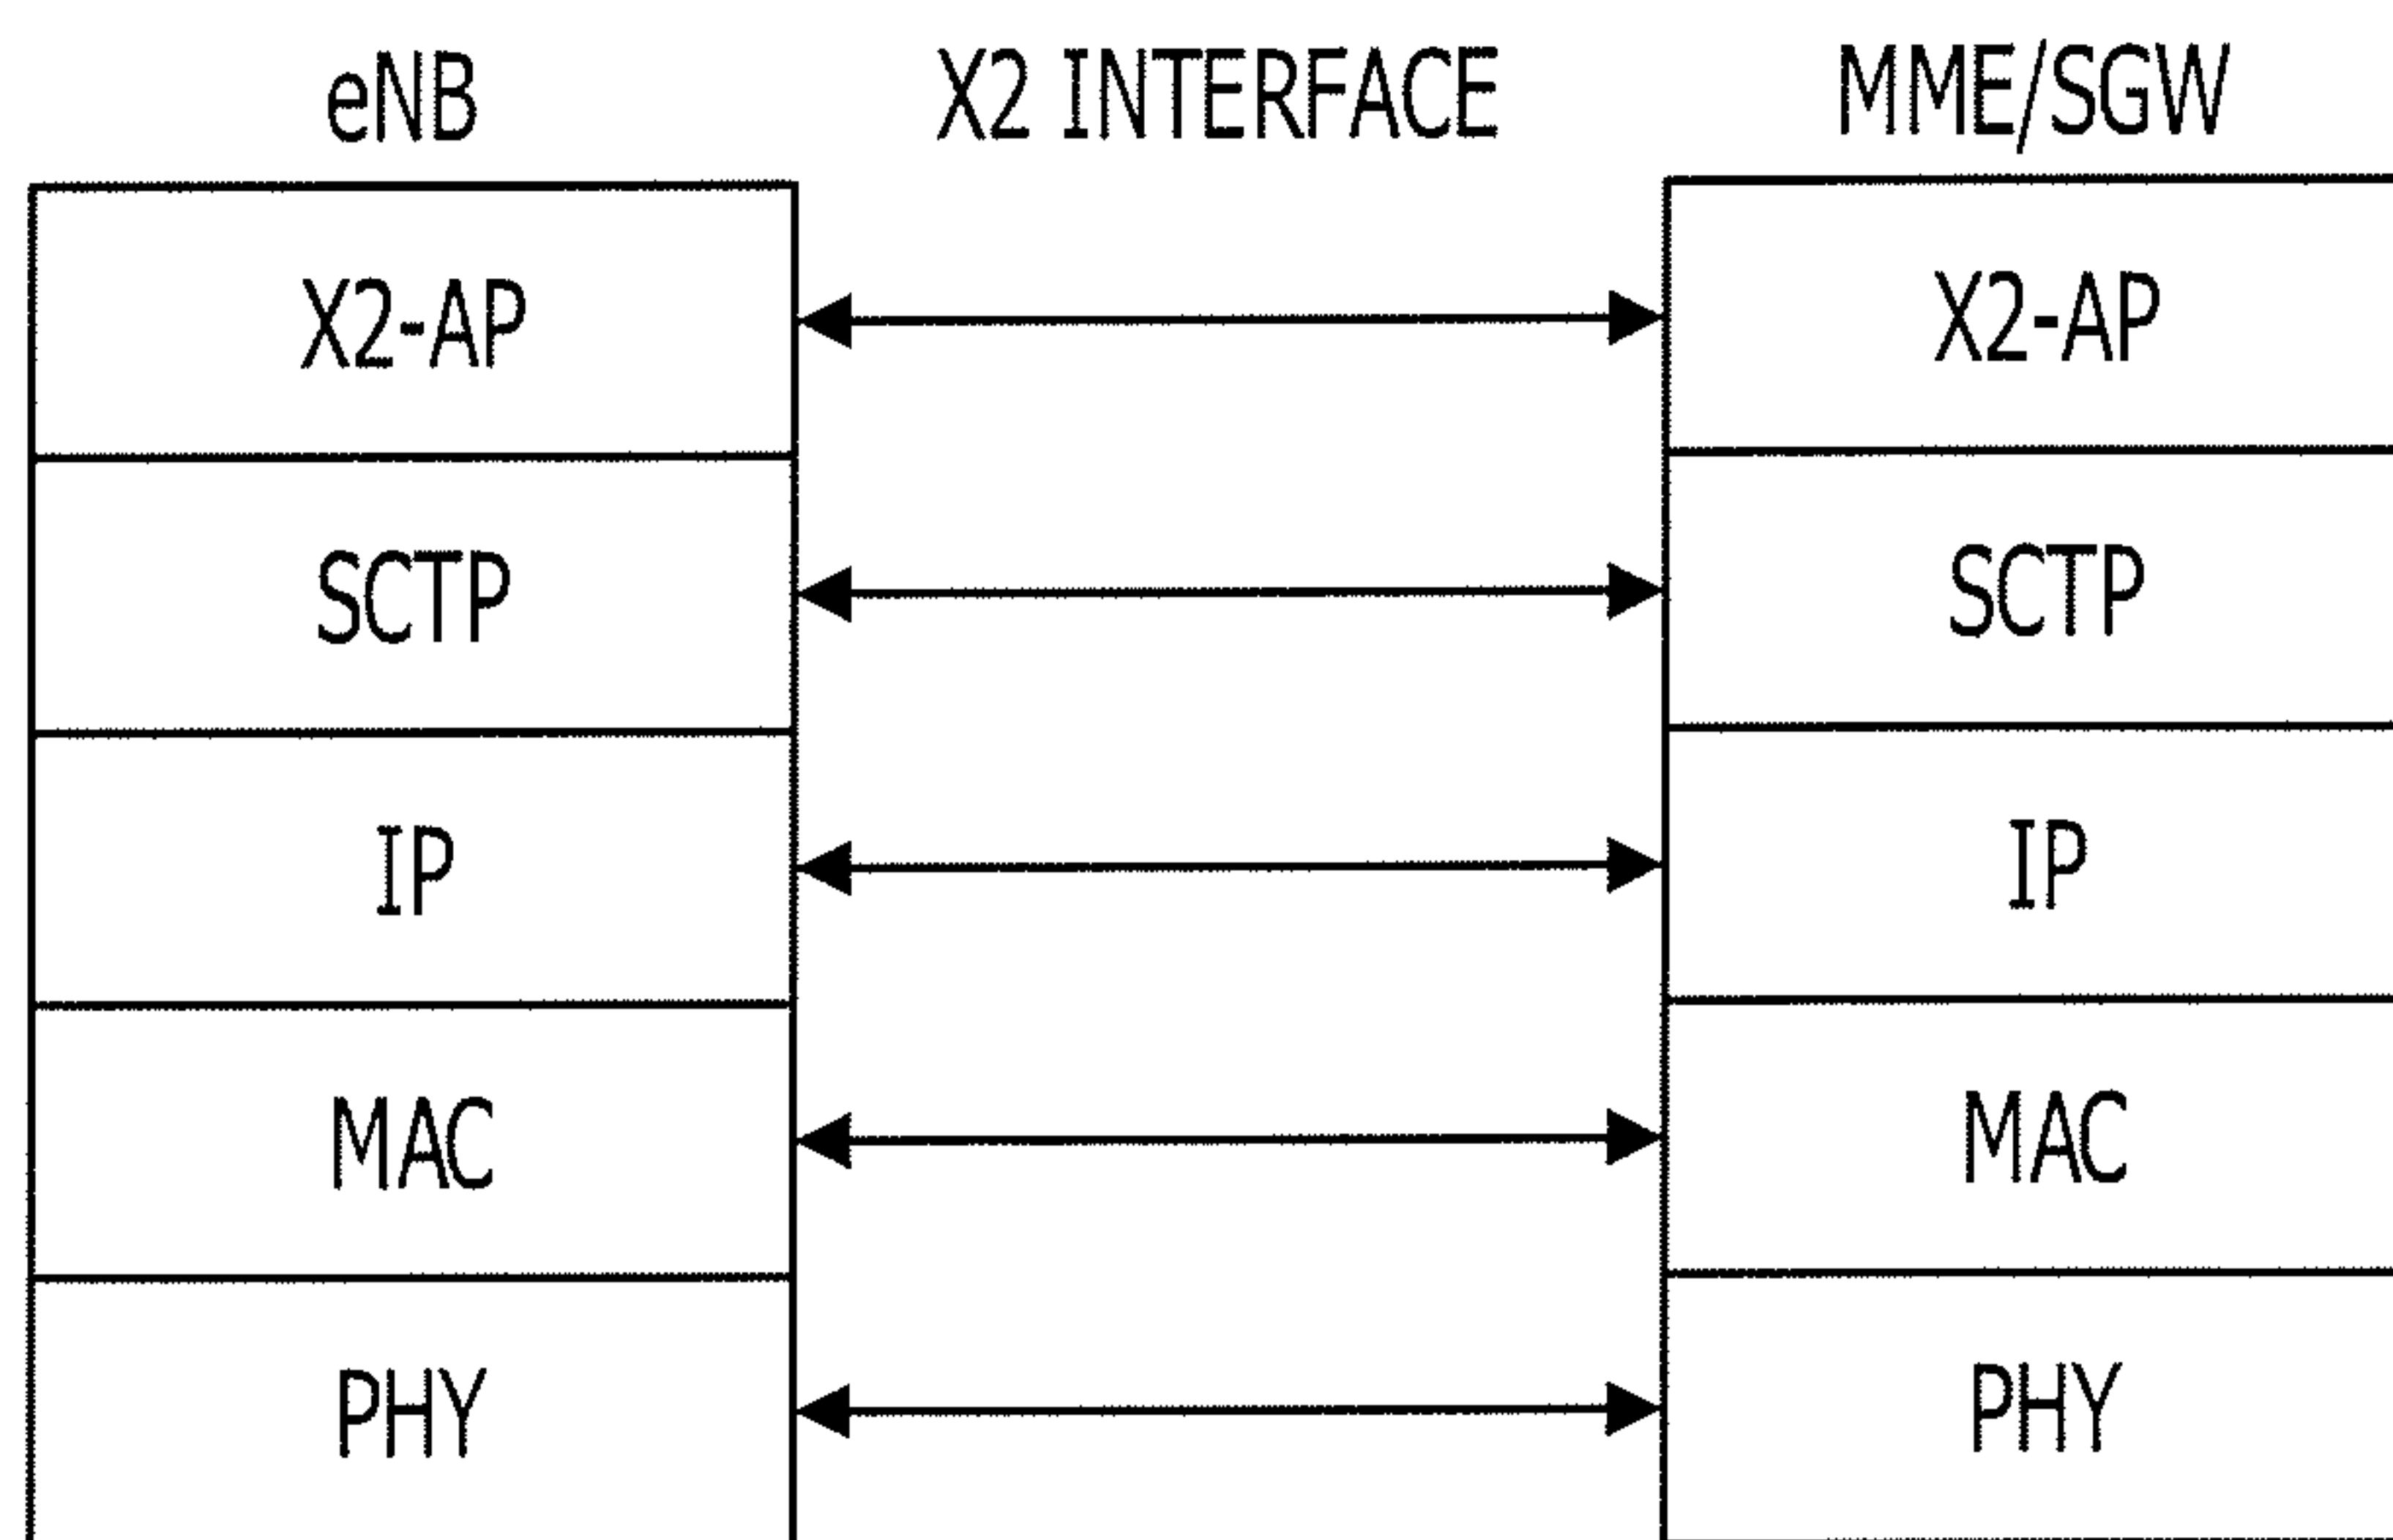 eNB X2 INTERFACE MME/SGW
X2-AP X2-AP
SCTP SCTP
IP IP
MAC MAC
PHY PHY